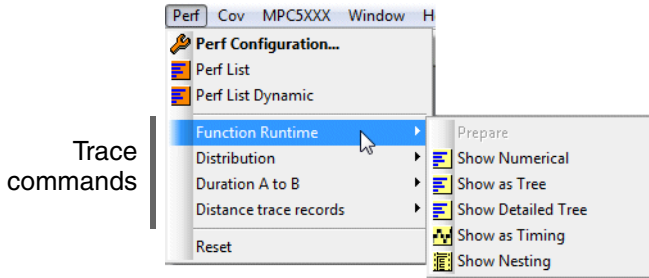 Perf Cov MPC5XXX Window H
Perf Configuration...
Perf List
Perf List Dynamic
Function Runtime
Distribution
Duration A to B
Distance trace records
Reset
Trace
commands
Prepare
Show Numerical
Show as Tree
Show Detailed Tree
Show as Timing
Show Nesting